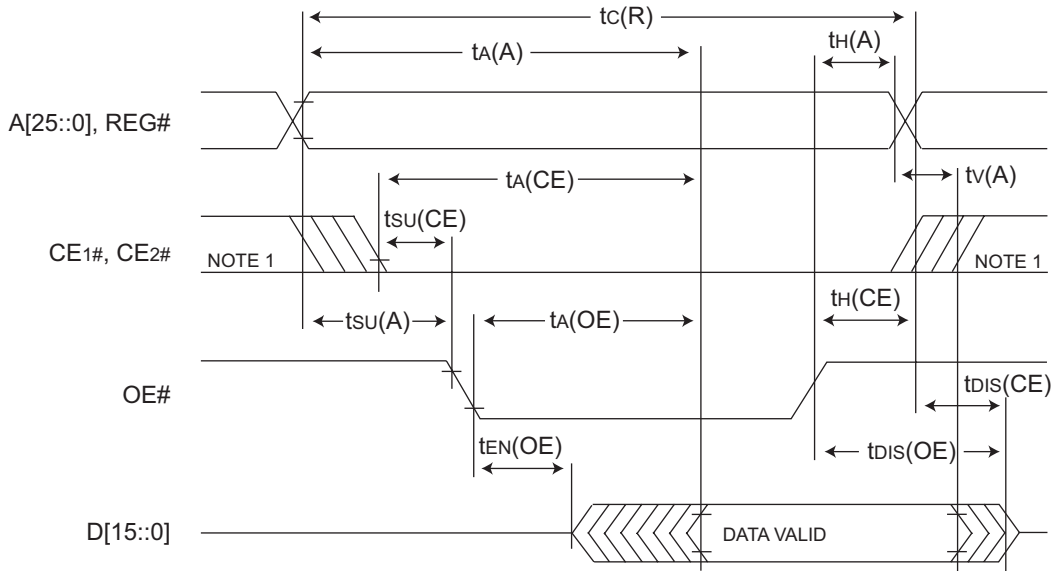 tC(R)
tA(A)
tH(A)
A[25::0], REG#
tA(CE)
tV(A)
tSU(CE)
CE1#, CE2#
NOTE 1
NOTE 1
tH(CE)
tSU(A)
tA(OE)
OE#
tDIS(CE)
tEN(OE)
tDIS(OE)
D[15::0]
DATA VALID